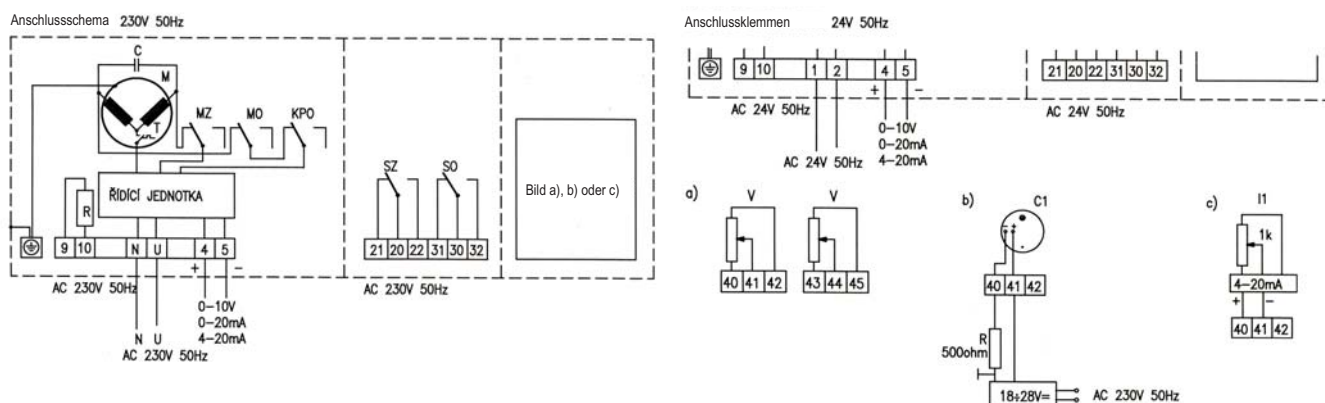 Anschlussschema 230V 50Hz
C
M
T
MZ MO KPO
ŘÍDÍCÍ JEDNOTKA
R
9 10 N U 4 5
+ −
AC 230V 50Hz
0−10V
0−20mA
4−20mA
N U
AC 230V 50Hz
SZ SO
21 20 22 31 30 32
AC 230V 50Hz
Bild a), b) oder c)
Anschlussklemmen 24V 50Hz
9 10 1 2 4 5
+ −
AC 24V 50Hz
0−10V
0−20mA
4−20mA
AC 24V 50Hz
21 20 22 31 30 32
AC 24V 50Hz
a) V V
40 41 42 43 44 45
b) C1
− +
40 41 42
R
500ohm
18÷28V= AC 230V 50Hz
c) I1
1k
4−20mA
+ −
40 41 42